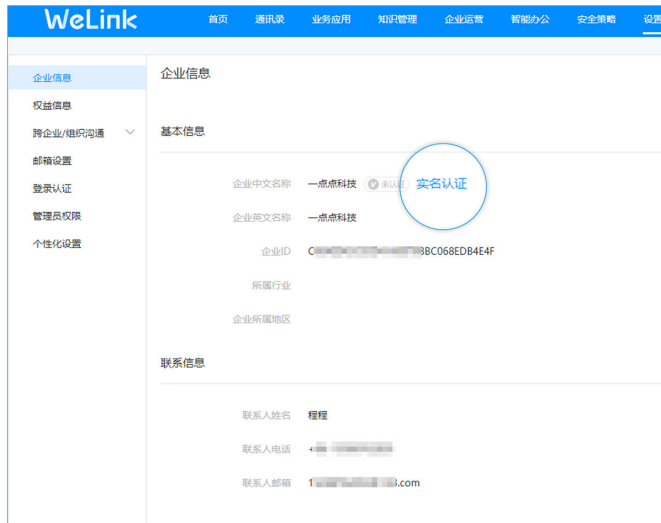 WeLink 首页 通讯录 业务应用 知识管理 企业运营 智能办公 安全策略 设置
企业信息
权益信息
跨企业/组织沟通
邮箱设置
登录认证
管理员权限
个性化设置
企业信息
基本信息
企业中文名称 一点点科技 未认证 实名认证
企业英文名称 一点点科技
企业ID C BC068EDB4E4F
所属行业
企业所属地区
联系信息
联系人姓名 程程
联系人电话 +
联系人邮箱 1 .com